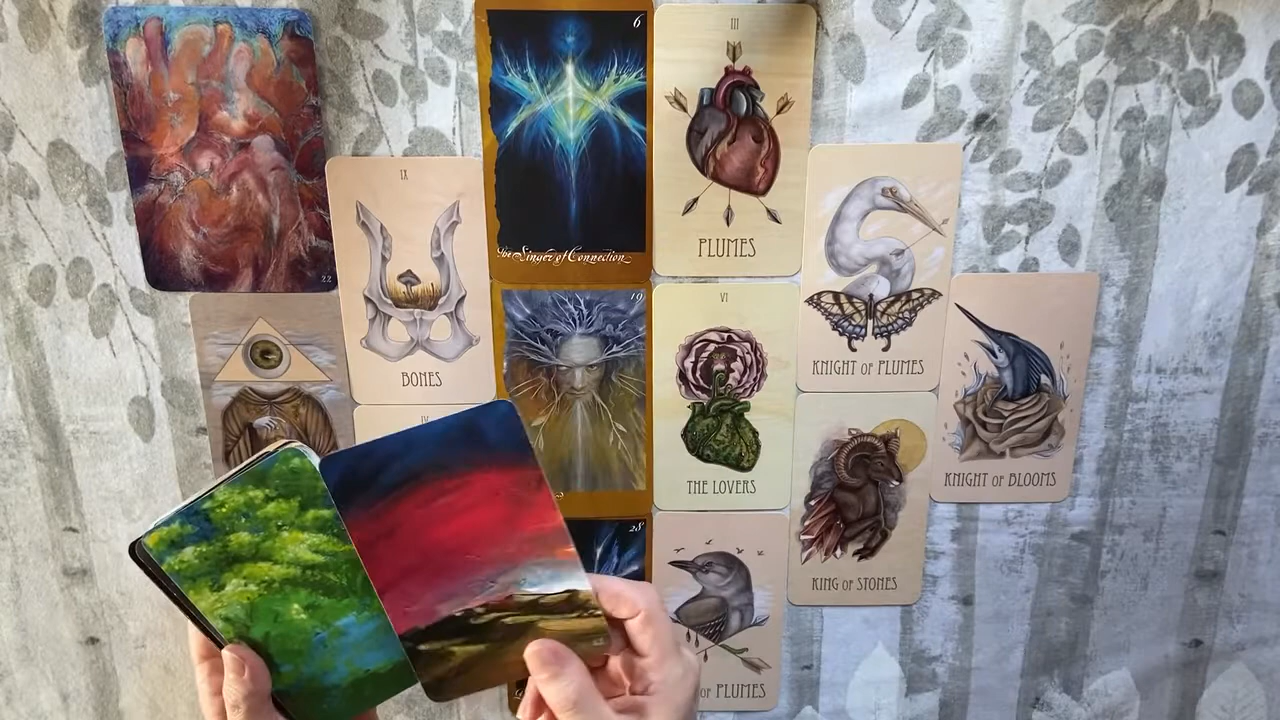 6
The Singer of Connection
III
PLUMES
IX
BONES
22
19
VI
THE LOVERS
KNIGHT OF PLUMES
KNIGHT OF BLOOMS
IV
28
KING OF STONES
OF PLUMES